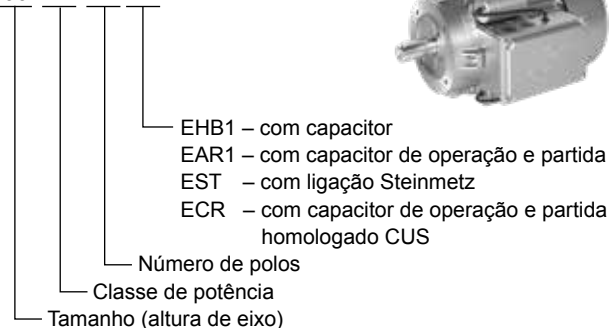 EHB1 – com capacitor
EAR1 – com capacitor de operação e partida
EST – com ligação Steinmetz
ECR – com capacitor de operação e partida
homologado CUS
Número de polos
Classe de potência
Tamanho (altura de eixo)